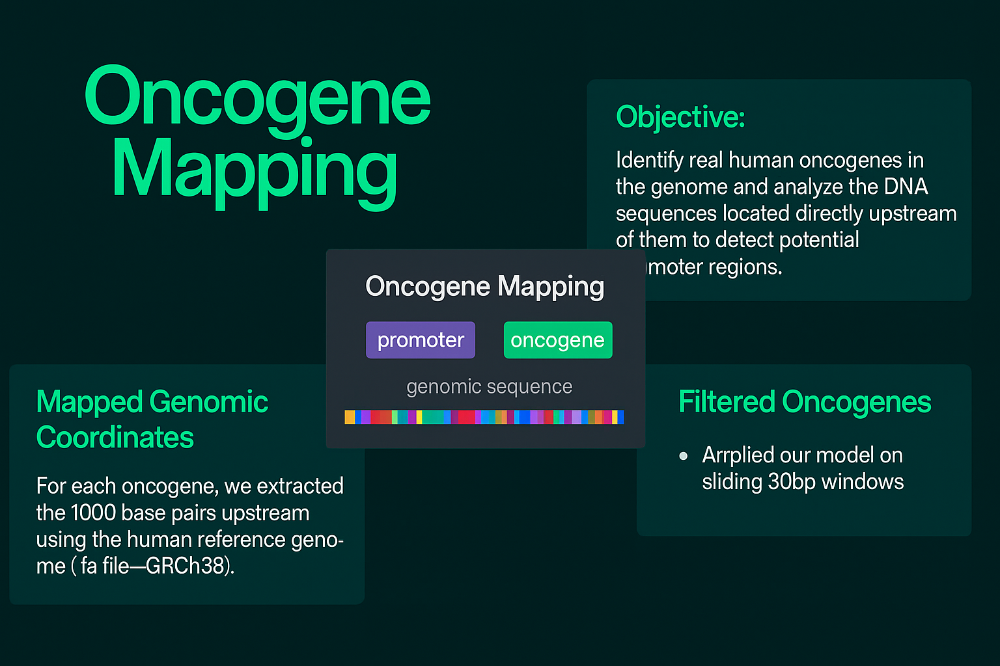 Oncogene
Mapping
Objective:
Identify real human oncogenes in
the genome and analyze the DNA
sequences located directly upstream
of them to detect potential
moter regions.
Oncogene Mapping
promoter
oncogene
genomic sequence
Mapped Genomic
Coordinates
For each oncogene, we extracted
the 1000 base pairs upstream
using the human reference geno-
me ( fa file—GRCh38).
Filtered Oncogenes
• Arrplied our model on
sliding 30bp windows